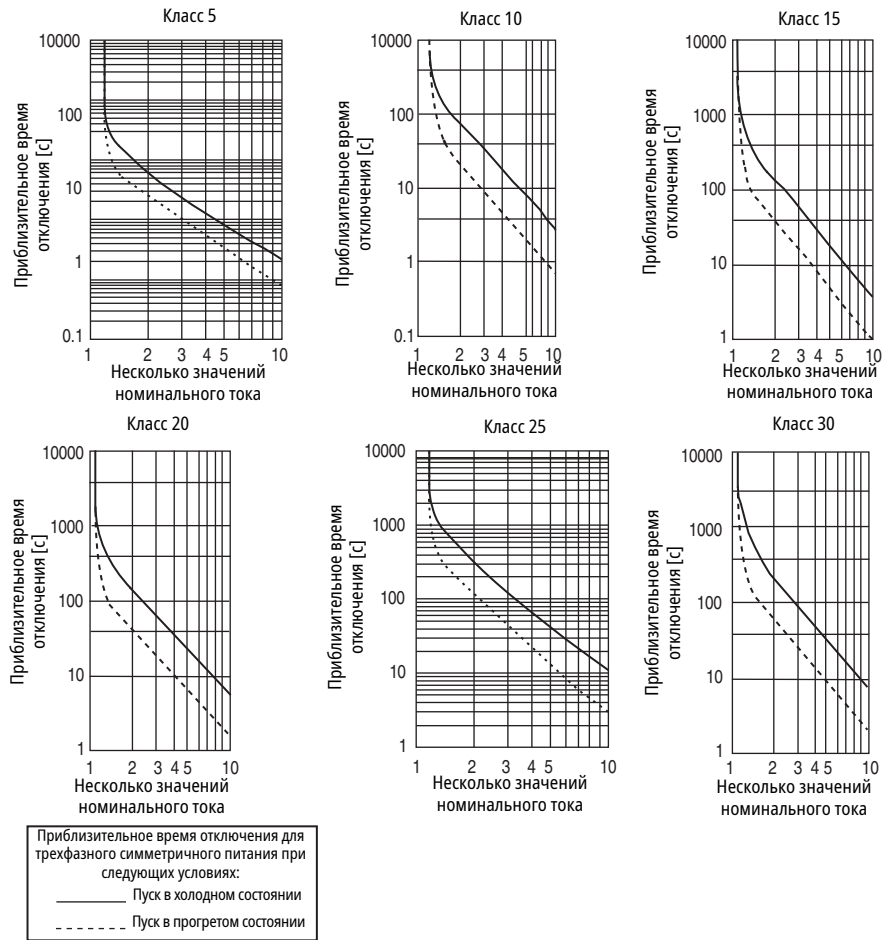 Класс 5
10000
100
10
1
0.1
Приблизительное время
отключения [с]
1 2 3 4 5 10
Несколько значений
номинального тока
Класс 10
10000
1000
100
10
1
0.1
Приблизительное время
отключения [с]
1 2 3 4 5 10
Несколько значений
номинального тока
Класс 15
10000
1000
100
10
1
Приблизительное время
отключения [с]
1 2 3 4 5 10
Несколько значений
номинального тока
Класс 20
10000
1000
100
10
1
Приблизительное время
отключения [с]
1 2 3 4 5 10
Несколько значений
номинального тока
Класс 25
10000
1000
100
10
1
Приблизительное время
отключения [с]
1 2 3 4 5 10
Несколько значений
номинального тока
Класс 30
10000
1000
100
10
1
Приблизительное время
отключения [с]
1 2 3 4 5 10
Несколько значений
номинального тока
Приблизительное время отключения для
трехфазного симметричного питания при
следующих условиях:
Пуск в холодном состоянии
Пуск в прогретом состоянии